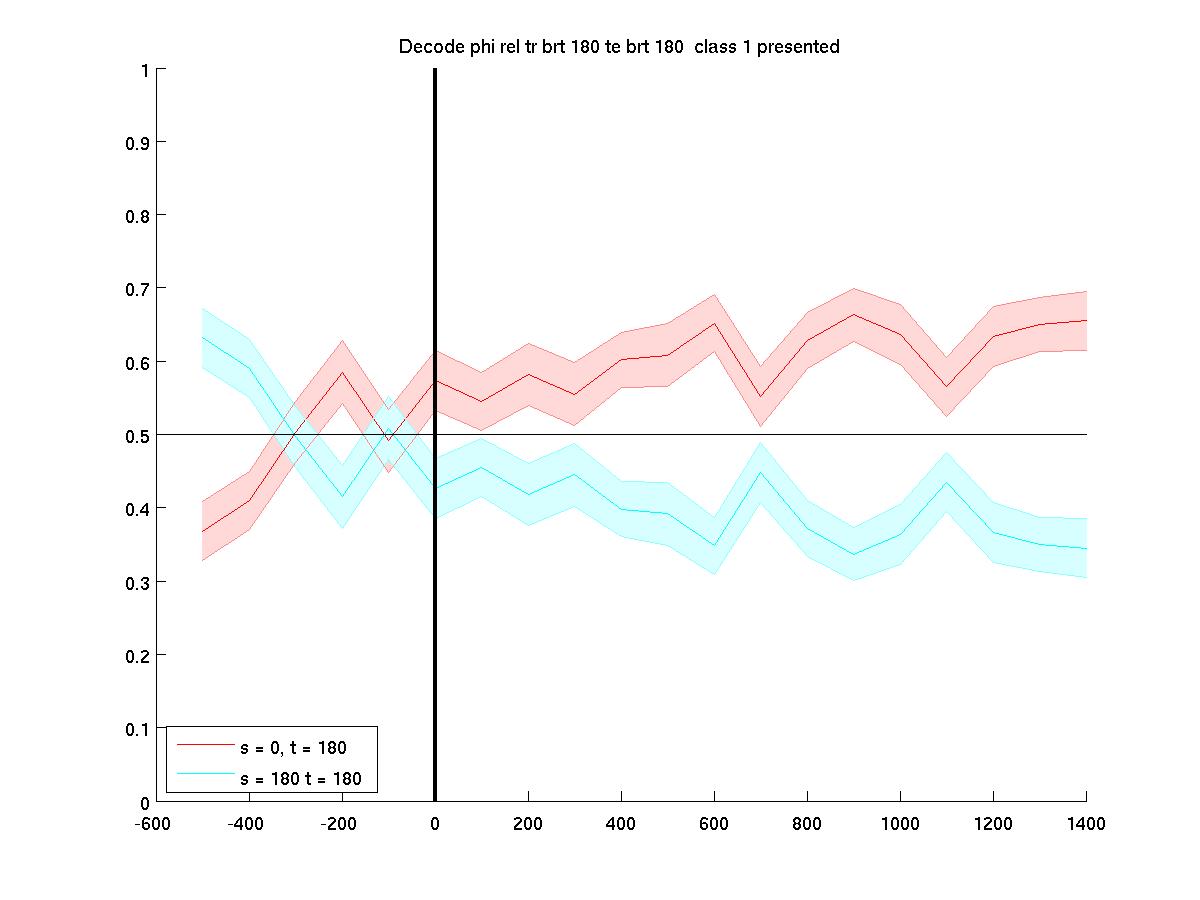 Decode phi rel tr brt 180 te brt 180  class 1 presented
1
0.9
0.8
0.7
0.6
0.5
0.4
0.3
0.2
0.1
0
s = 0, t = 180
s = 180 t = 180
-600 -400 -200 0 200 400 600 800 1000 1200 1400